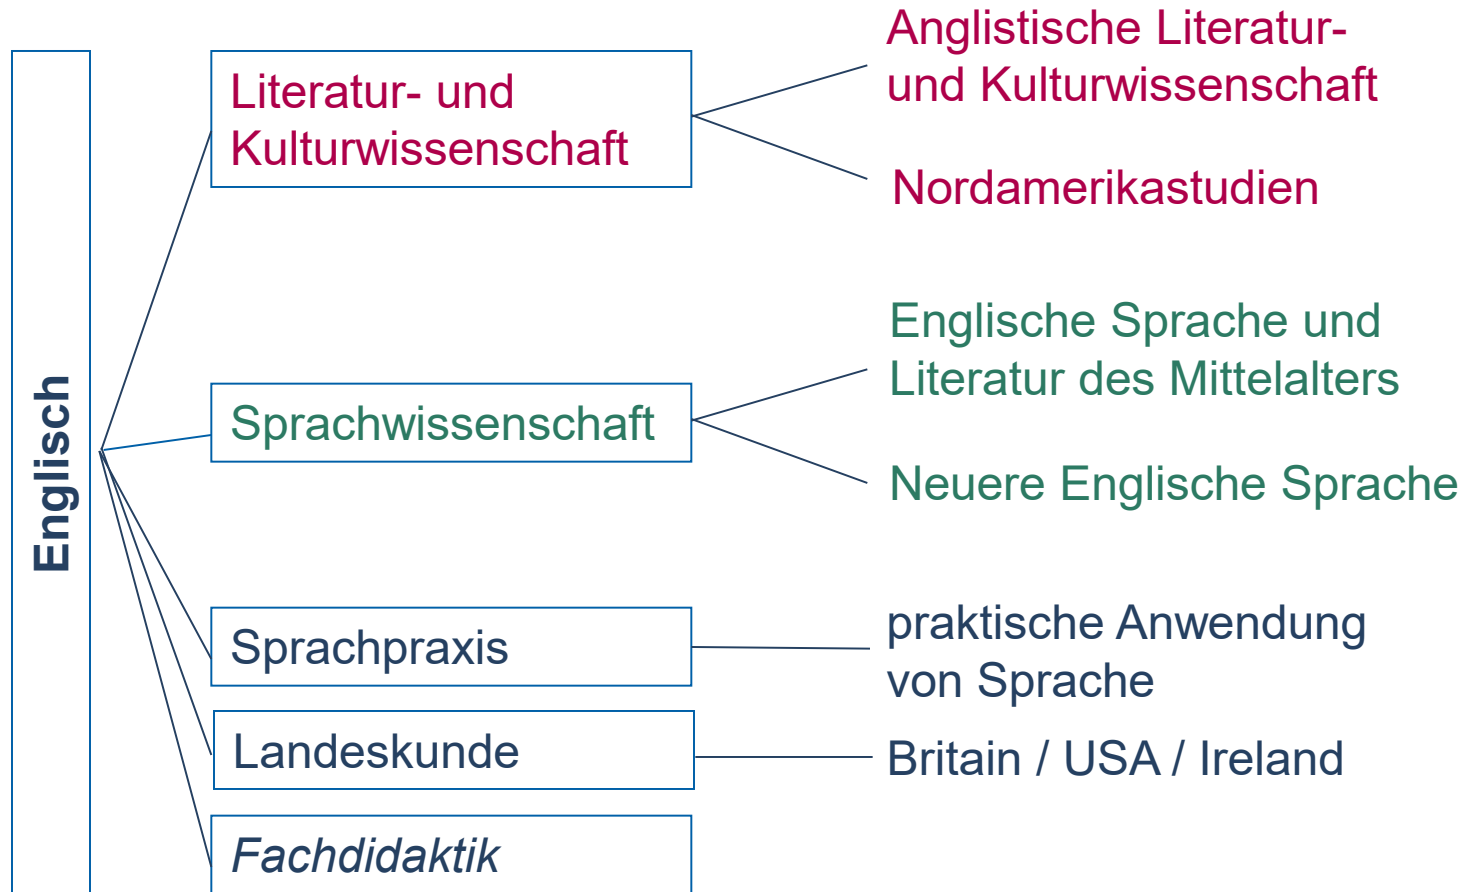 Englisch
Literatur- und
Kulturwissenschaft
Anglistische Literatur-
und Kulturwissenschaft
Nordamerikastudien
Sprachwissenschaft
Englische Sprache und
Literatur des Mittelalters
Neuere Englische Sprache
Sprachpraxis
praktische Anwendung
von Sprache
Landeskunde
Britain / USA / Ireland
Fachdidaktik